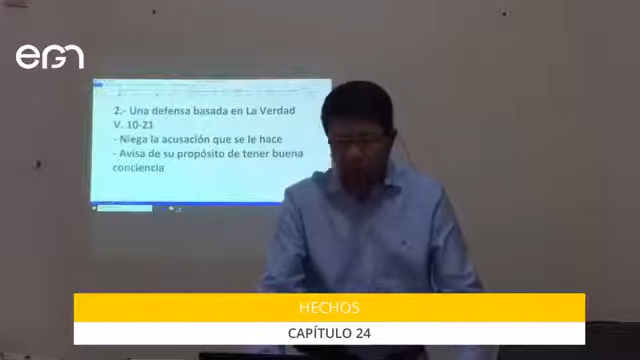 ERM
2.- Una defensa basada en La Verdad
V. 10-21
- Niega la acusación que se le hace
- Avisa de su propósito de tener buena
conciencia
HECHOS
CAPÍTULO 24